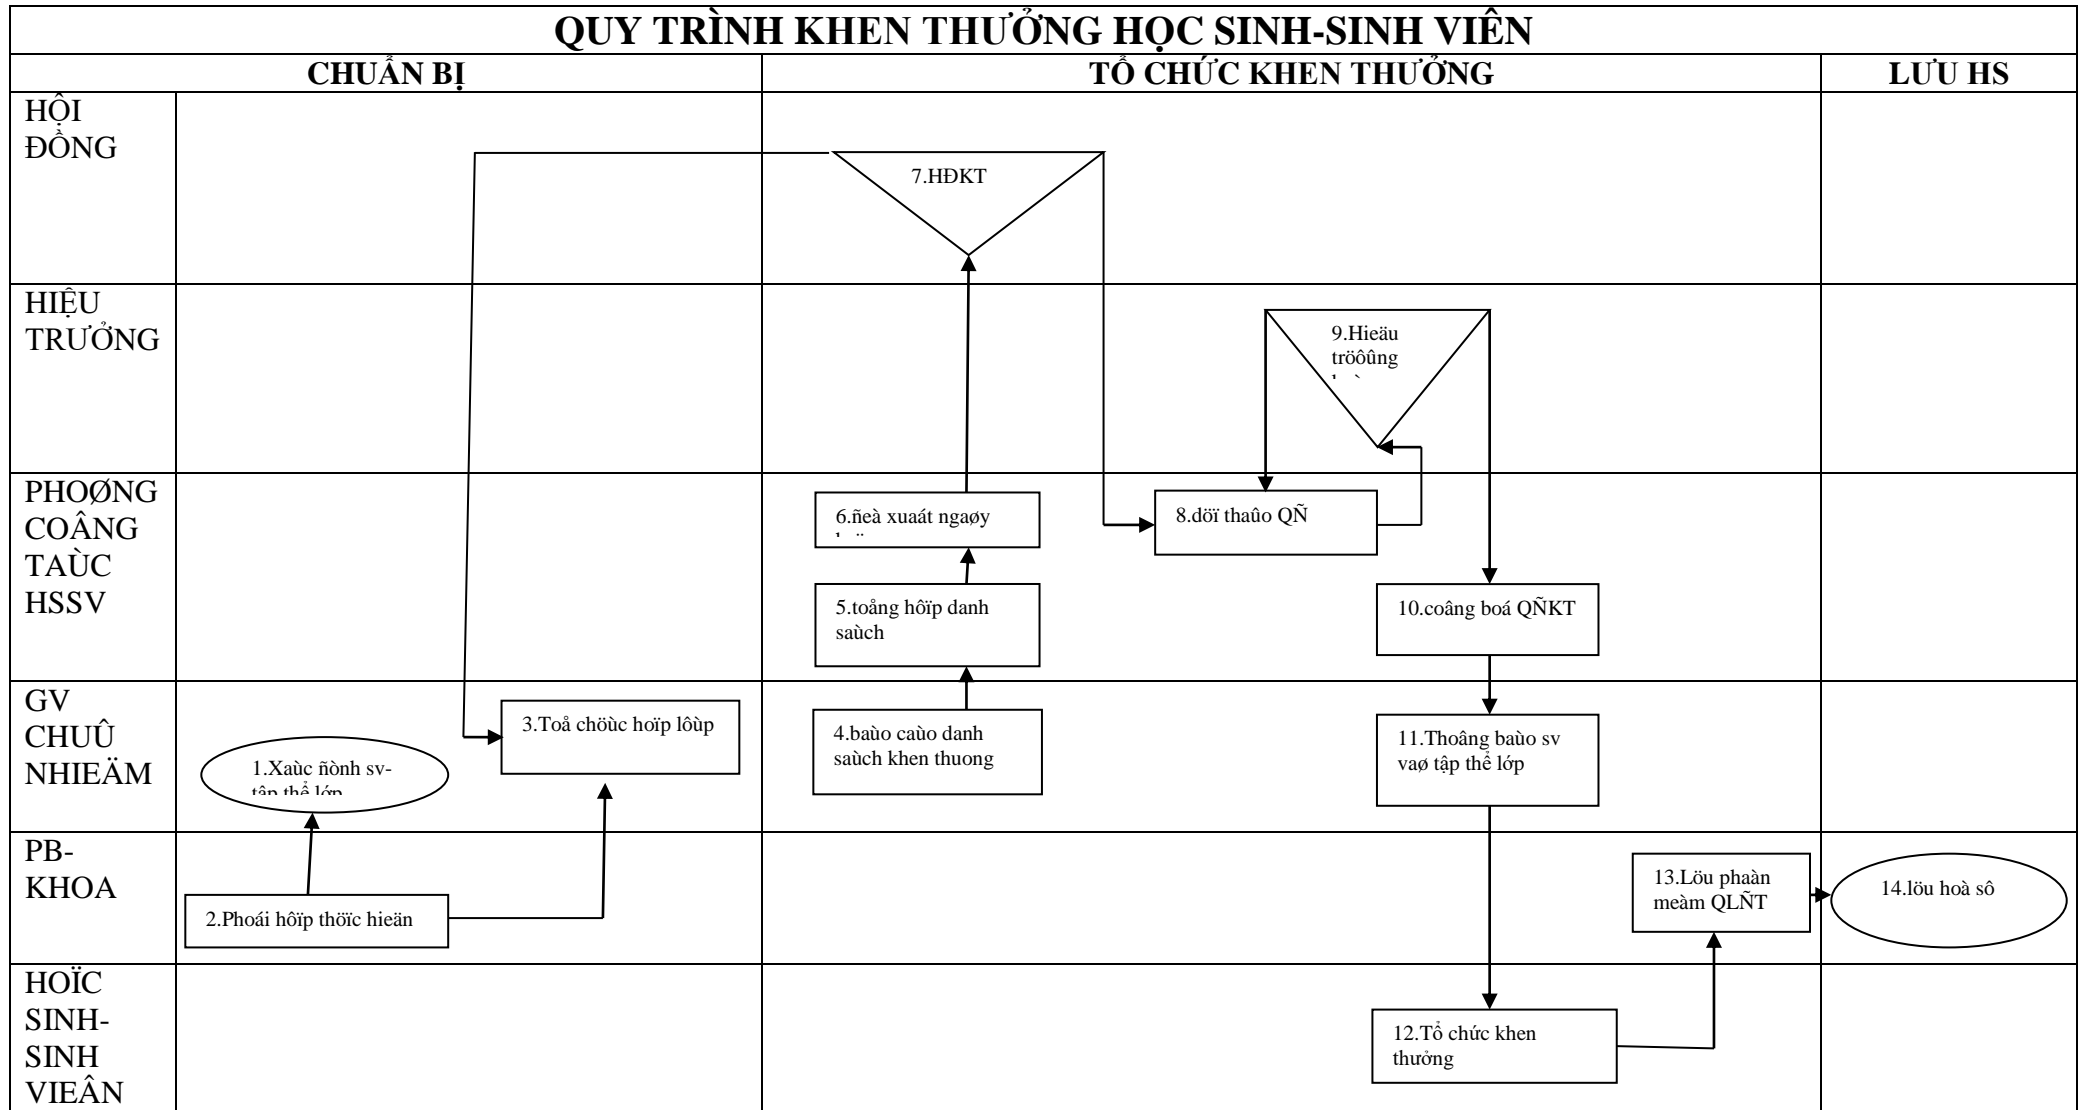 QUY TRÌNH KHEN THƯỞNG HỌC SINH-SINH VIÊN
CHUẨN BỊ
TỔ CHỨC KHEN THƯỞNG
LƯU HS
HỘI
ĐỒNG
7.HĐKT
HIỆU
TRƯỞNG
9.Hieäu
tröôûng
PHOØNG
COÂNG
TAÙC
HSSV
6.ñeà xuaát ngaøy
8.döï thaûo QÑ
5.toång hôïp danh
saùch
10.coâng boá QÑKT
GV
CHUÛ
NHIEÄM
1.Xaùc ñònh sv-
tập thể lớp
3.Toå chöùc hoïp lôùp
4.baùo caùo danh
saùch khen thuong
11.Thoâng baùo sv
vaø tập thể lớp
PB-
KHOA
2.Phoái hôïp thöïc hieän
13.Löu phaàn
meàm QLÑT
14.löu hoà sô
HOÏC
SINH-
SINH
VIEÂN
12.Tổ chức khen
thưởng